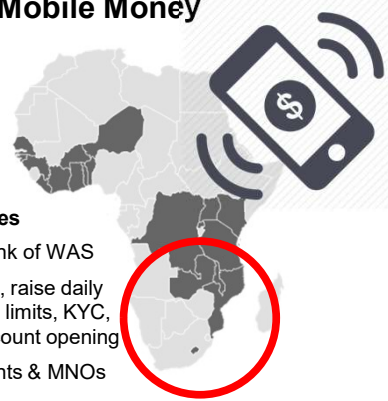 Mobile Money
$
es
nk of WAS
, raise daily
limits, KYC,
ount opening
nts & MNOs